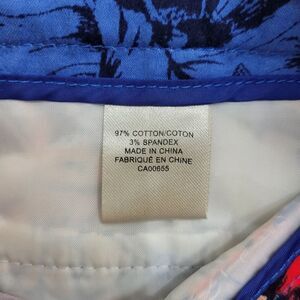 97% COTTON/COTON
3% SPANDEX
MADE IN CHINA
FABRIQUÉ EN CHINE
CA00655